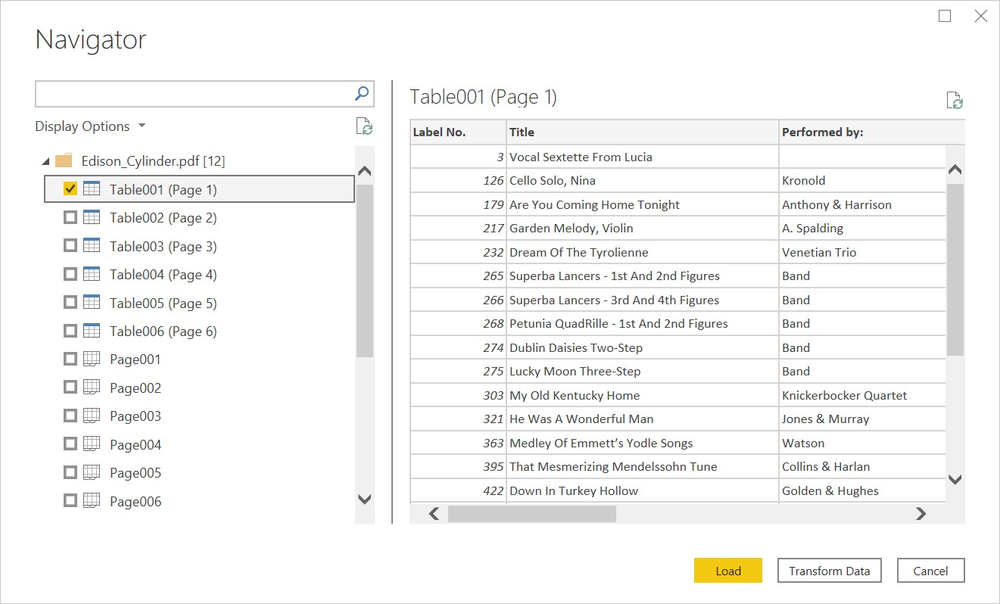 Navigator
Display Options
Edison_Cylinder.pdf [12]
Table001 (Page 1)
Table002 (Page 2)
Table003 (Page 3)
Table004 (Page 4)
Table005 (Page 5)
Table006 (Page 6)
Page001
Page002
Page003
Page004
Page005
Page006
Table001 (Page 1)
Label No. Title Performed by:
3 Vocal Sextette From Lucia
126 Cello Solo, Nina Kronold
179 Are You Coming Home Tonight Anthony & Harrison
217 Garden Melody, Violin A. Spalding
232 Dream Of The Tyrolienne Venetian Trio
265 Superba Lancers - 1st And 2nd Figures Band
266 Superba Lancers - 3rd And 4th Figures Band
268 Petunia QuadRille - 1st And 2nd Figures Band
274 Dublin Daisies Two-Step Band
275 Lucky Moon Three-Step Band
303 My Old Kentucky Home Knickerbocker Quartet
321 He Was A Wonderful Man Jones & Murray
363 Medley Of Emmett’s Yodle Songs Watson
395 That Mesmerizing Mendelssohn Tune Collins & Harlan
422 Down In Turkey Hollow Golden & Hughes
Load Transform Data Cancel